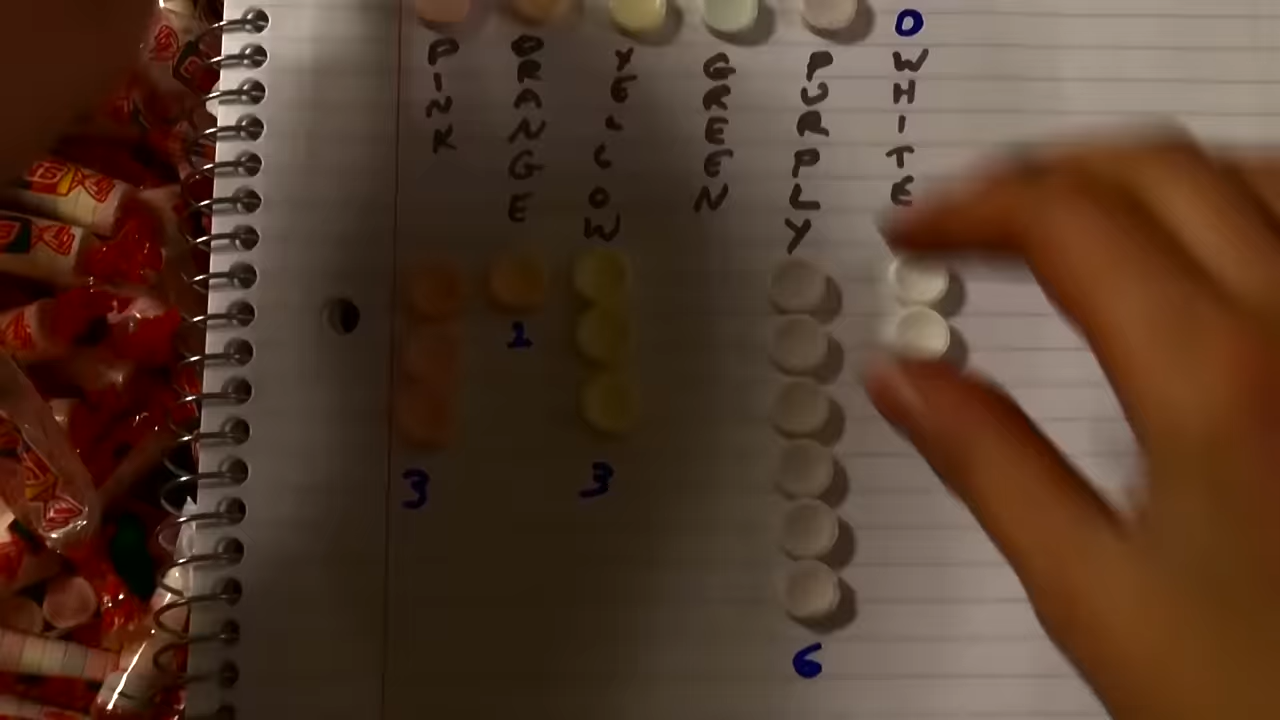 0
PINK
ORANGE
YELLOW
GREEN
PURPLY
WHITE
1
3
3
6